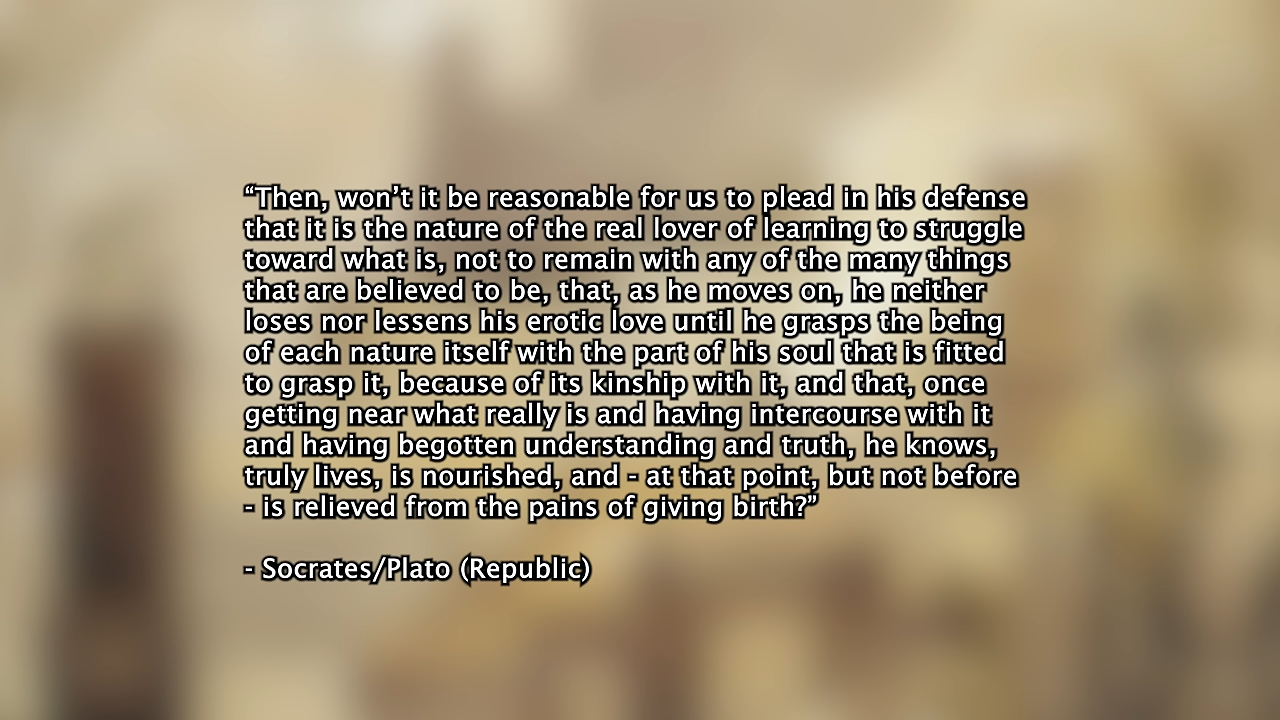 “Then, won’t it be reasonable for us to plead in his defense
that it is the nature of the real lover of learning to struggle
toward what is, not to remain with any of the many things
that are believed to be, that, as he moves on, he neither
loses nor lessens his erotic love until he grasps the being
of each nature itself with the part of his soul that is fitted
to grasp it, because of its kinship with it, and that, once
getting near what really is and having intercourse with it
and having begotten understanding and truth, he knows,
truly lives, is nourished, and - at that point, but not before
- is relieved from the pains of giving birth?”
- Socrates/Plato (Republic)